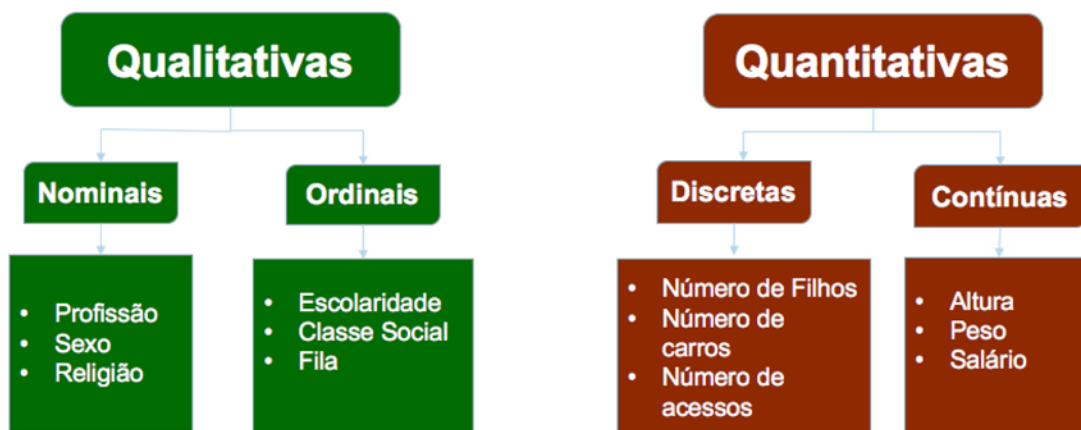 Qualitativas
Nominais
Ordinais
• Profissão
• Sexo
• Religião
• Escolaridade
• Classe Social
• Fila
Quantitativas
Discretas
Contínuas
• Número de Filhos
• Número de
carros
• Número de
acessos
• Altura
• Peso
• Salário